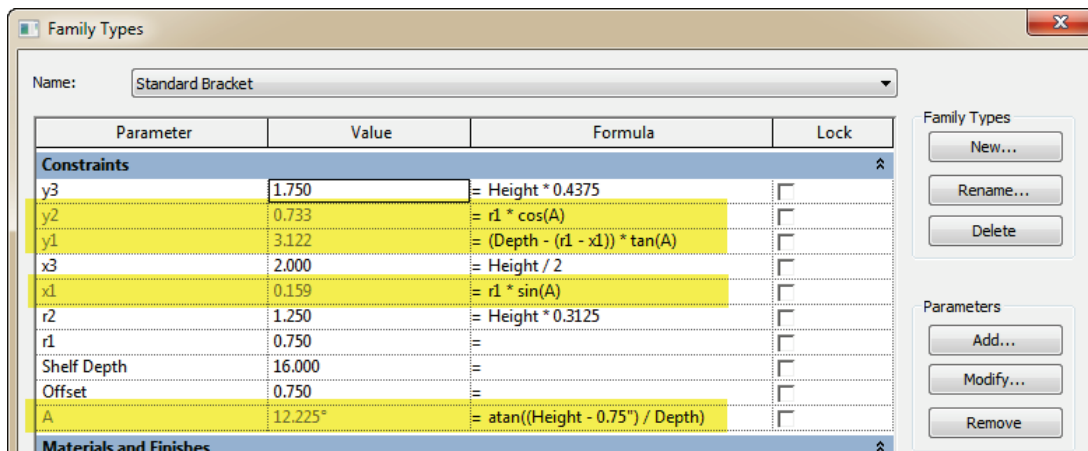 Family Types
Name: Standard Bracket
Parameter Value Formula Lock
Constraints
y3 1.750 = Height * 0.4375
y2 0.733 = r1 * cos(A)
y1 3.122 = (Depth - (r1 - x1)) * tan(A)
x3 2.000 = Height / 2
x1 0.159 = r1 * sin(A)
r2 1.250 = Height * 0.3125
r1 0.750 =
Shelf Depth 16.000 =
Offset 0.750 =
A 12.225° = atan((Height - 0.75") / Depth)
Materials and Finishes
Family Types
New...
Rename...
Delete
Parameters
Add...
Modify...
Remove